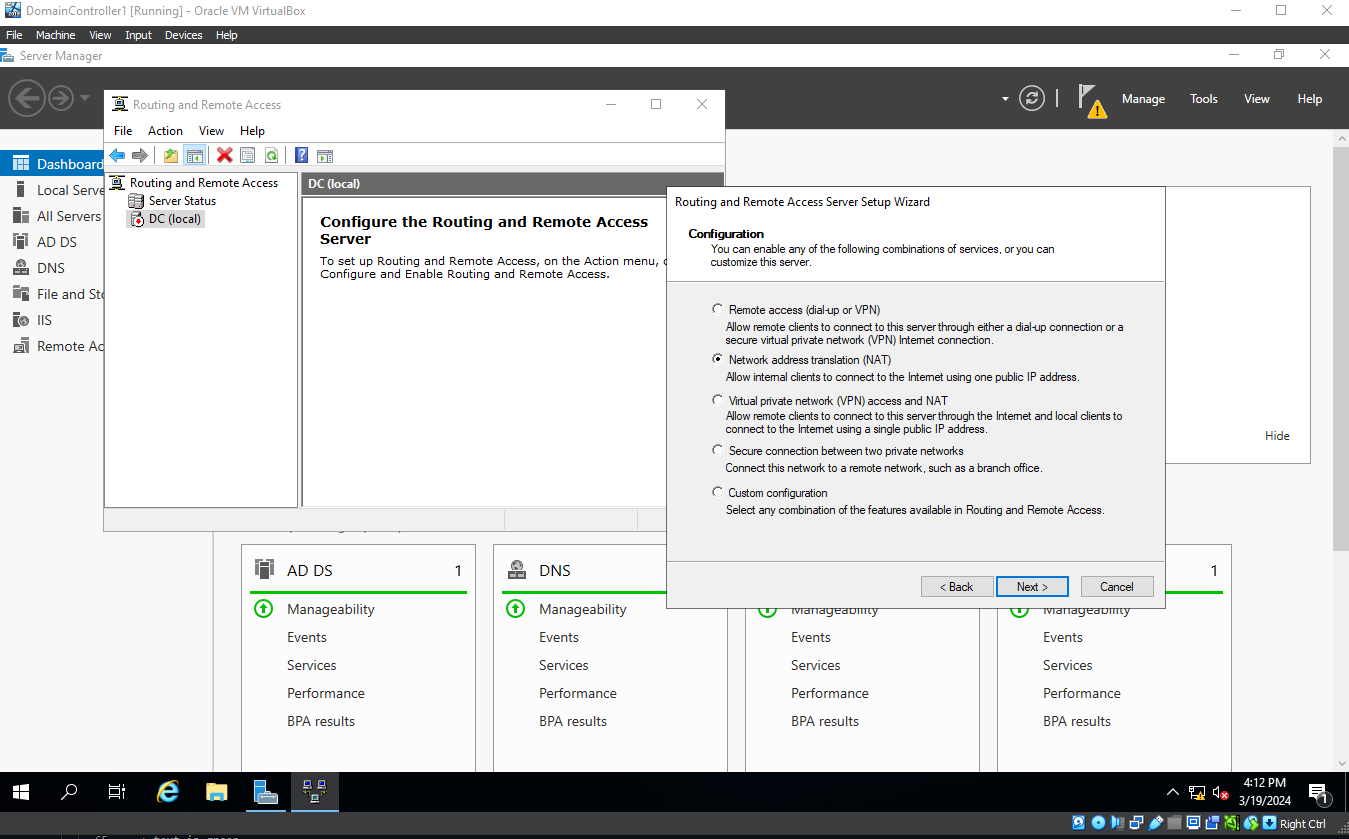 DomainController1 [Running] - Oracle VM VirtualBox
File Machine View Input Devices Help
Server Manager
Manage Tools View Help
Dashboard
Local Serve
All Servers
AD DS
DNS
File and Sto
IIS
Remote Ac
Routing and Remote Access
File Action View Help
Routing and Remote Access
Server Status
DC (local)
DC (local)
Configure the Routing and Remote Access
Server
To set up Routing and Remote Access, on the Action menu, c
Configure and Enable Routing and Remote Access.
Routing and Remote Access Server Setup Wizard
Configuration
You can enable any of the following combinations of services, or you can
customize this server.
Remote access (dial-up or VPN)
Allow remote clients to connect to this server through either a dial-up connection or a
secure virtual private network (VPN) Internet connection.
Network address translation (NAT)
Allow internal clients to connect to the Internet using one public IP address.
Virtual private network (VPN) access and NAT
Allow remote clients to connect to this server through the Internet and local clients to
connect to the Internet using a single public IP address.
Secure connection between two private networks
Connect this network to a remote network, such as a branch office.
Custom configuration
Select any combination of the features available in Routing and Remote Access.
< Back Next > Cancel
Hide
AD DS 1
Manageability
Events
Services
Performance
BPA results
DNS
Manageability
Events
Services
Performance
BPA results
Manageability
Events
Services
Performance
BPA results
1
Manageability
Events
Services
Performance
BPA results
4:12 PM
3/19/2024
1
Right Ctrl